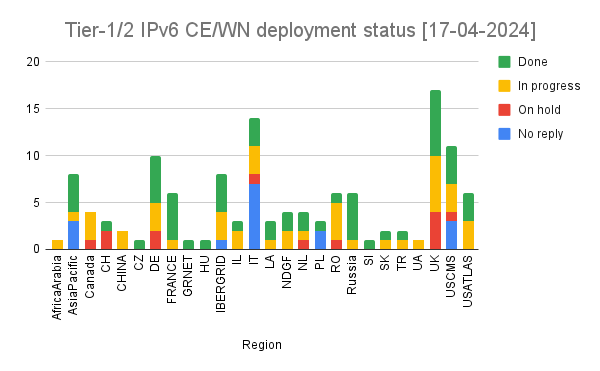 Tier-1/2 IPv6 CE/WN deployment status [17-04-2024]
20
15
10
5
0
Done
In progress
On hold
No reply
AfricaArabia
AsiaPacific
Canada
CH
CHINA
CZ
DE
FRANCE
GRNET
HU
IBERGRID
IL
IT
LA
NDGF
NL
PL
RO
Russia
SI
SK
TR
UA
UK
USCMS
USATLAS
Region